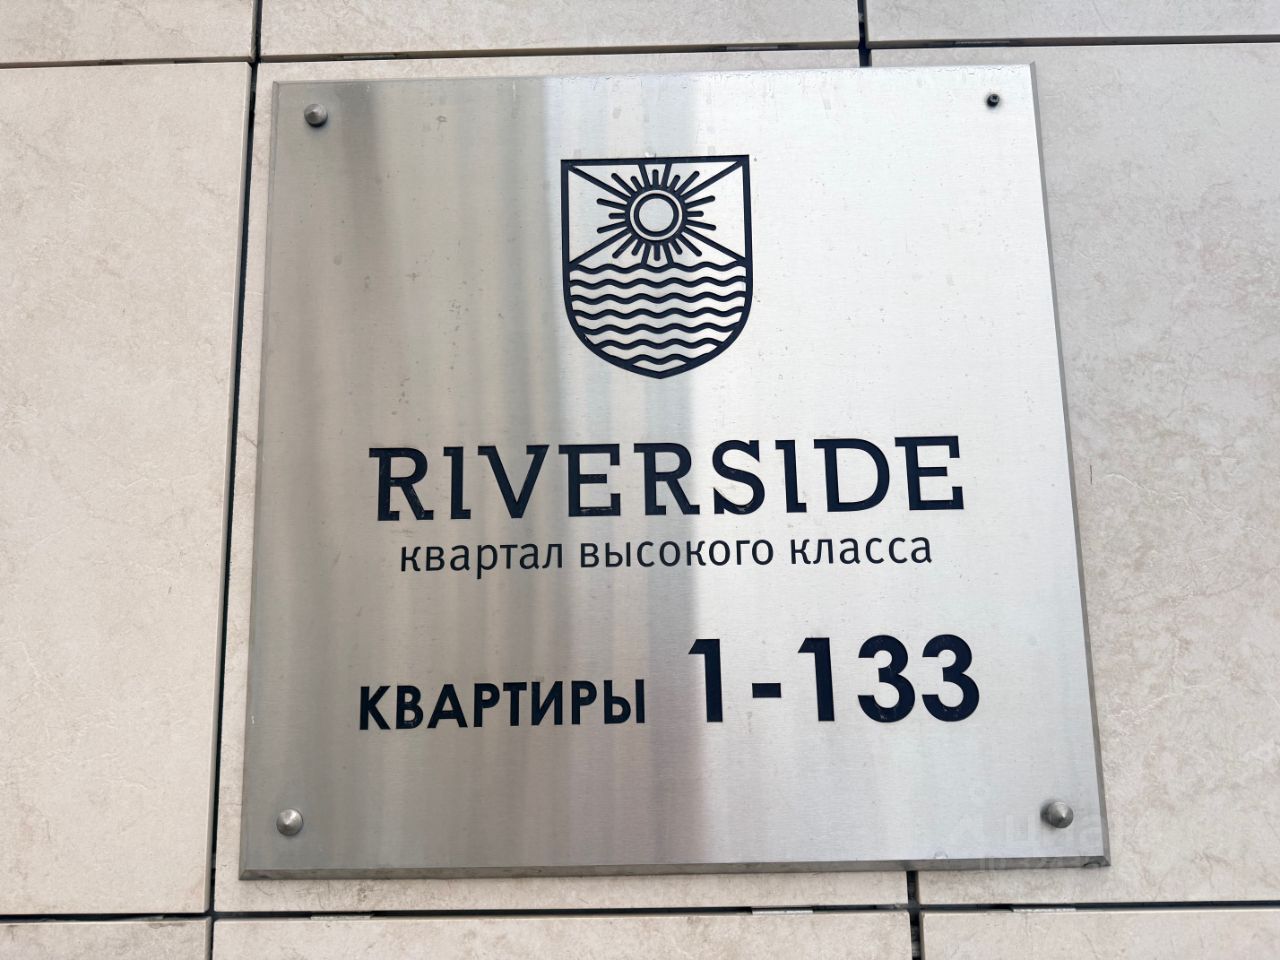 RIVERSIDE
квартал высокого класса
КВАРТИРЫ 1-133